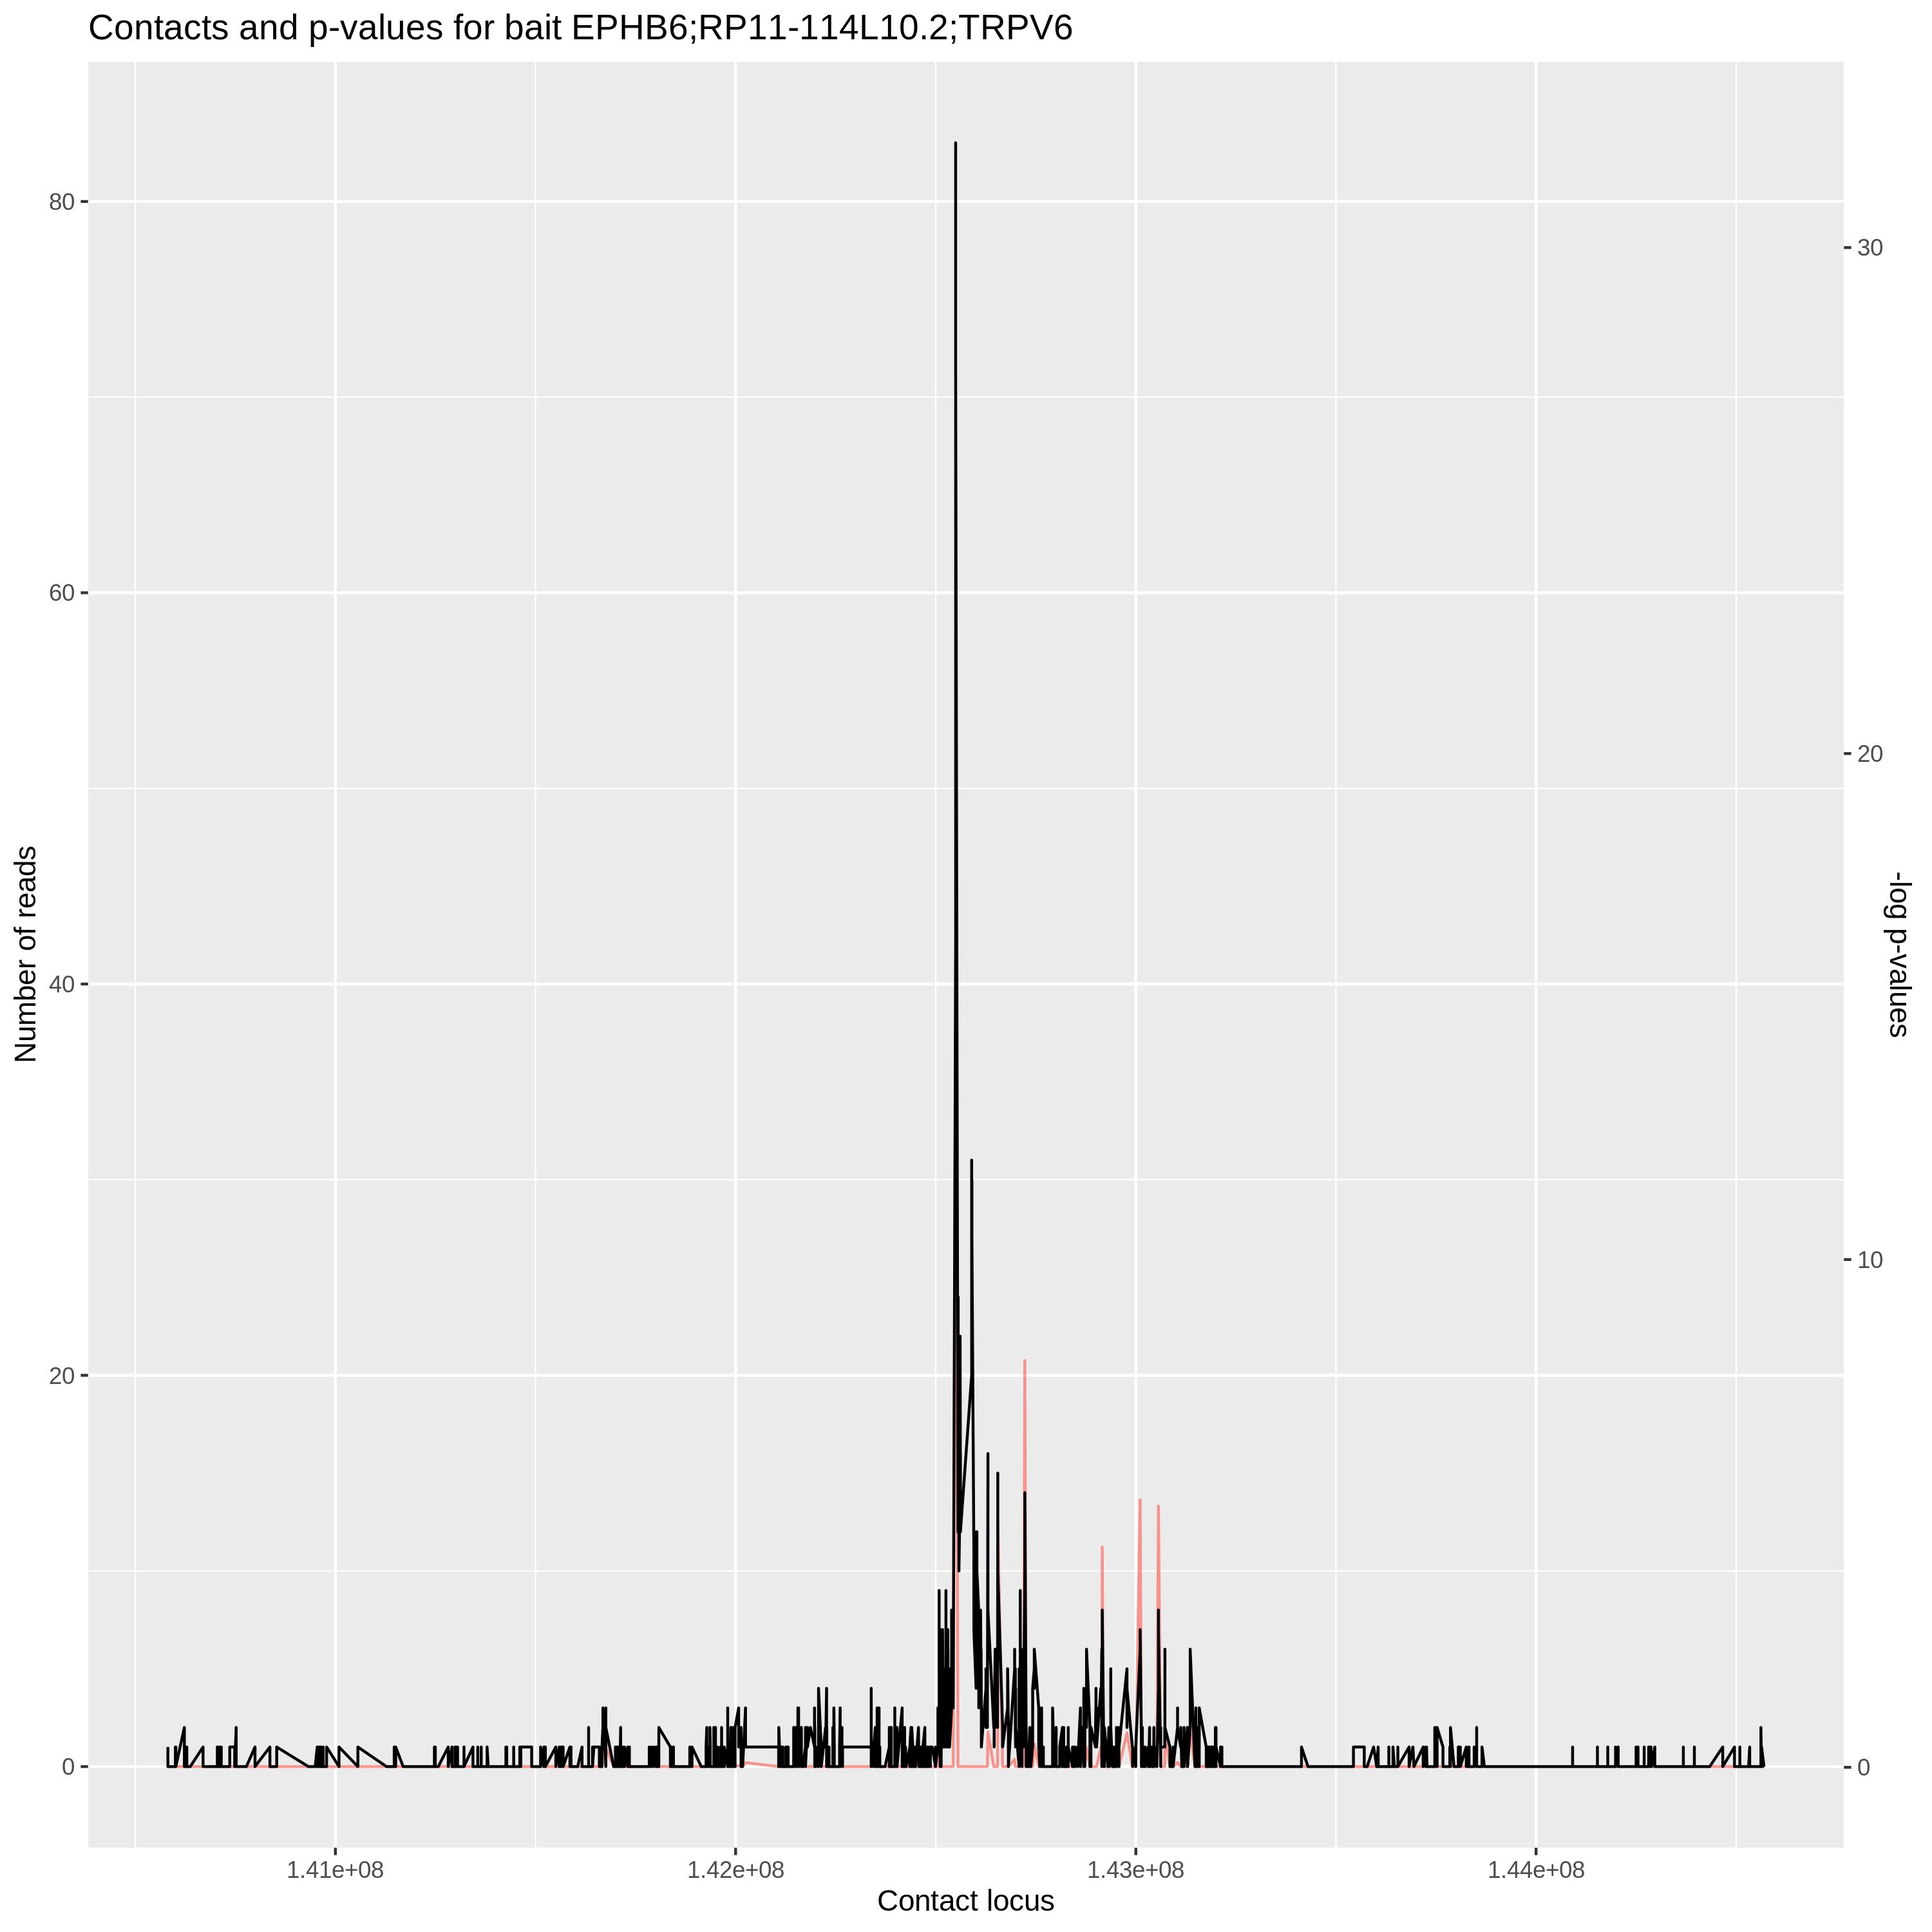 Contacts and p-values for bait EPHB6;RP11-114L10.2;TRPV6
80
60
40
20
0
30
20
10
0
Number of reads
-log p-values
1.41e+08
1.42e+08
1.43e+08
1.44e+08
Contact locus